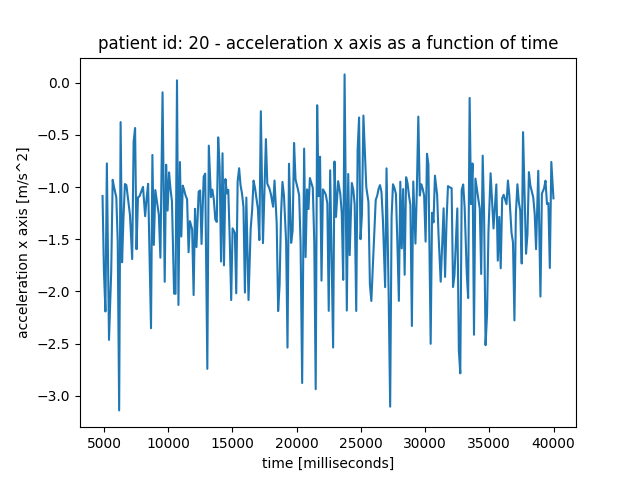 patient id: 20 - acceleration x axis as a function of time
acceleration x axis [m/s^2]
0.0
−0.5
−1.0
−1.5
−2.0
−2.5
−3.0
5000 10000 15000 20000 25000 30000 35000 40000
time [milliseconds]